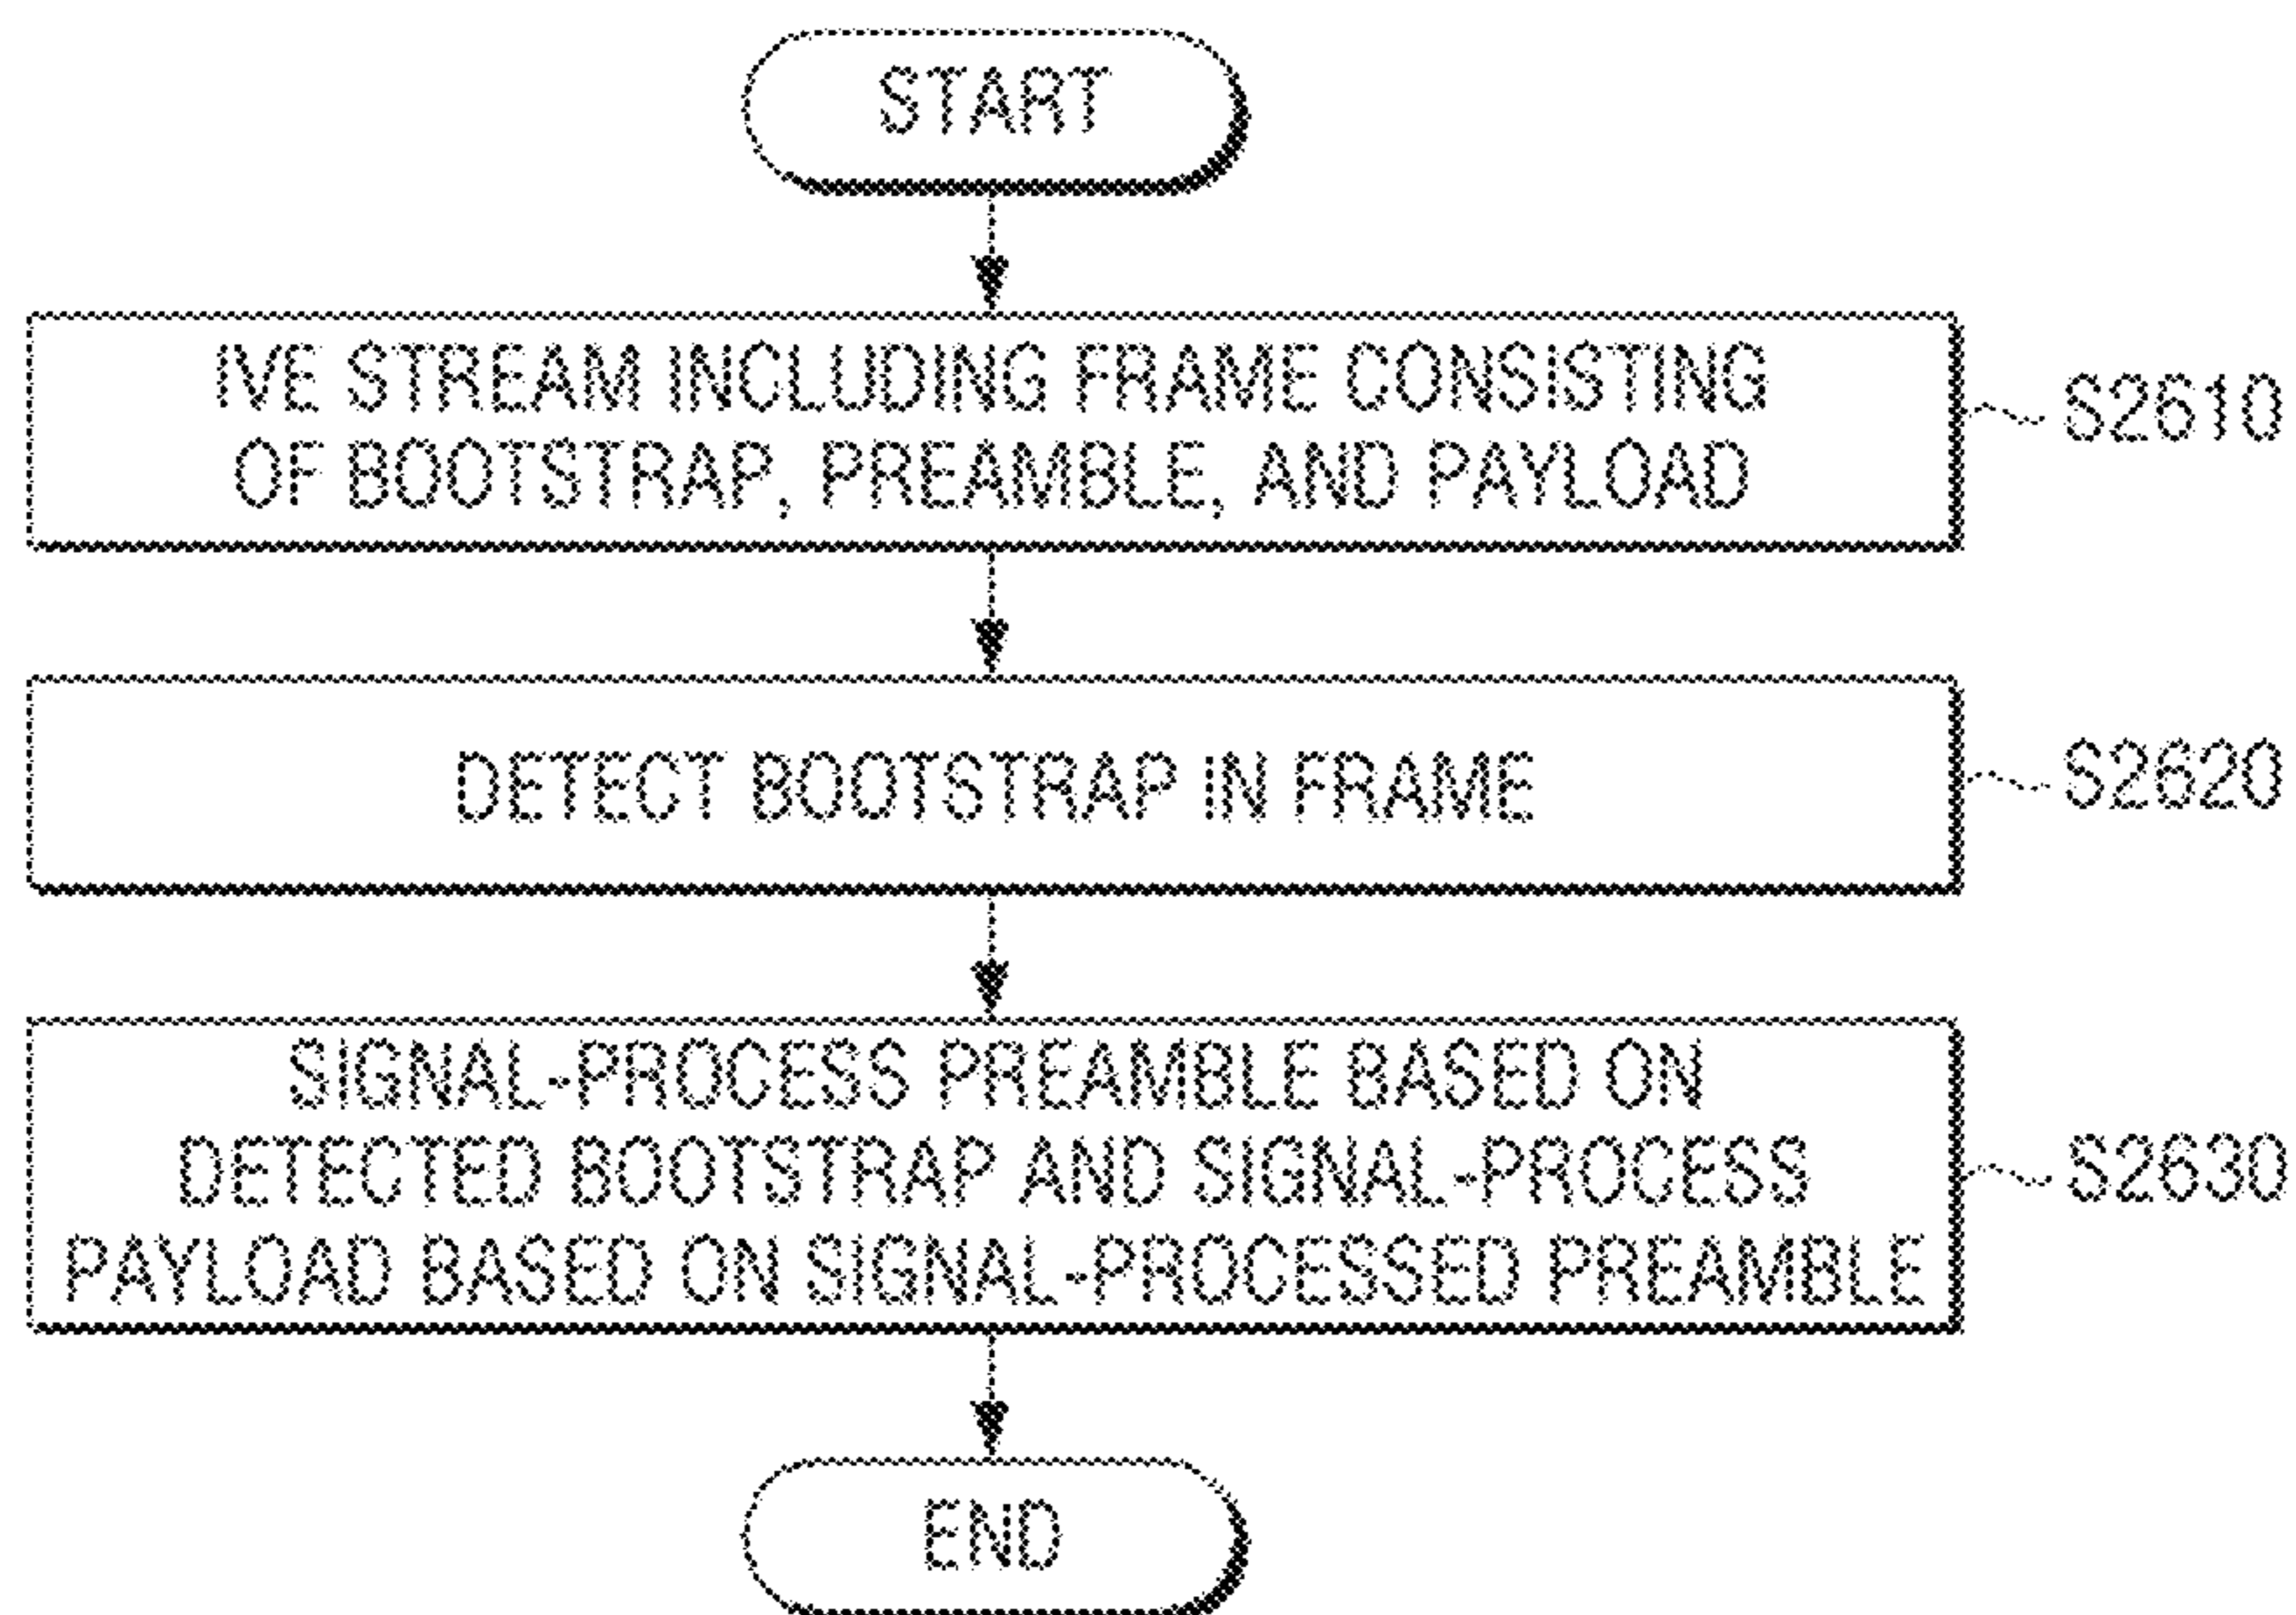 START
IVE STREAM INCLUDING FRAME CONSISTING
OF BOOTSTRAP, PREAMBLE, AND PAYLOAD
S2610
DETECT BOOTSTRAP IN FRAME
S2620
SIGNAL-PROCESS PREAMBLE BASED ON
DETECTED BOOTSTRAP AND SIGNAL-PROCESS
PAYLOAD BASED ON SIGNAL-PROCESSED PREAMBLE
S2630
END